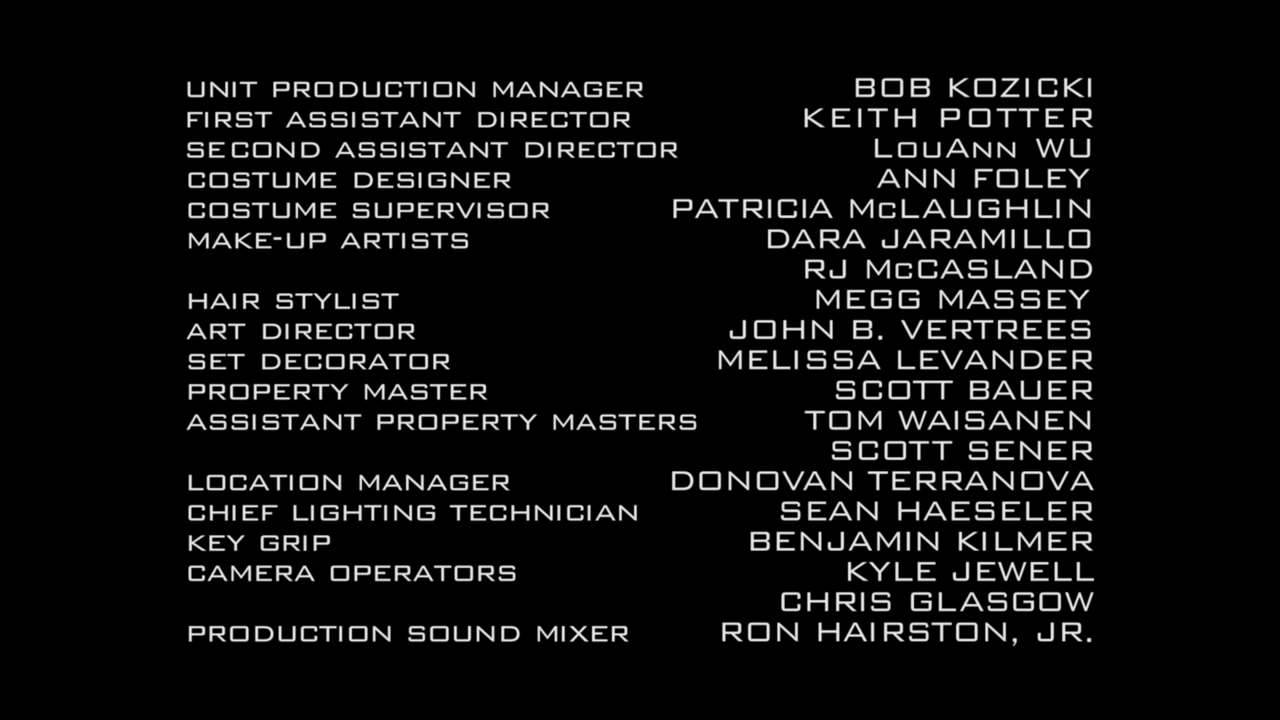 UNIT PRODUCTION MANAGER BOB KOZICKI
FIRST ASSISTANT DIRECTOR KEITH POTTER
SECOND ASSISTANT DIRECTOR LouAnn WU
COSTUME DESIGNER ANN FOLEY
COSTUME SUPERVISOR PATRICIA McLAUGHLIN
MAKE-UP ARTISTS DARA JARAMILLO
RJ McCASLAND
HAIR STYLIST MEGG MASSEY
ART DIRECTOR JOHN B. VERTREES
SET DECORATOR MELISSA LEVANDER
PROPERTY MASTER SCOTT BAUER
ASSISTANT PROPERTY MASTERS TOM WAISANEN
SCOTT SENER
LOCATION MANAGER DONOVAN TERRANOVA
CHIEF LIGHTING TECHNICIAN SEAN HAESELER
KEY GRIP BENJAMIN KILMER
CAMERA OPERATORS KYLE JEWELL
CHRIS GLASGOW
PRODUCTION SOUND MIXER RON HAIRSTON, JR.